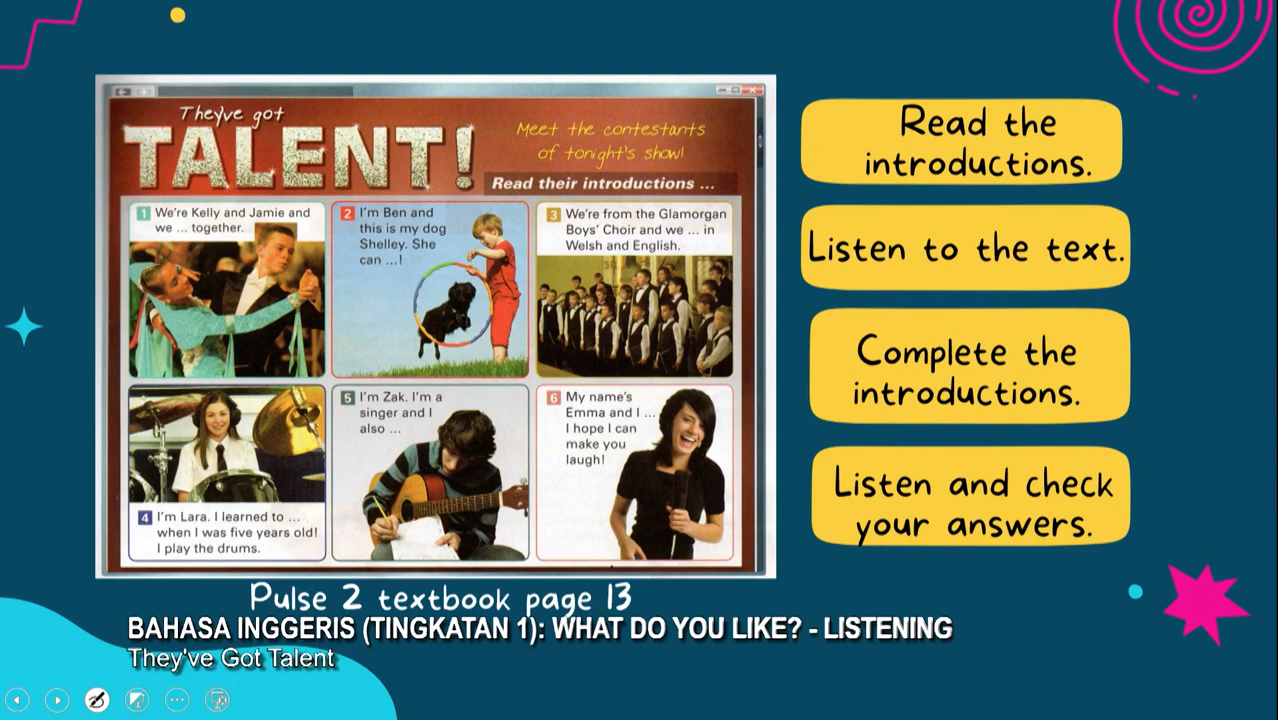 They've got
TALENT!
Meet the contestants
of tonight's show!
Read their introductions ...
1 We're Kelly and Jamie and
we ... together.
2 I'm Ben and
this is my dog
Shelley. She
can ...!
3 We're from the Glamorgan
Boys' Choir and we ... in
Welsh and English.
4 I'm Lara. I learned to ...
when I was five years old!
I play the drums.
5 I'm Zak. I'm a
singer and I
also ...
6 My name's
Emma and I ...
I hope I can
make you
laugh!
Read the
introductions.
Listen to the text.
Complete the
introductions.
Listen and check
your answers.
Pulse 2 textbook page 13
BAHASA INGGERIS (TINGKATAN 1): WHAT DO YOU LIKE? - LISTENING
They've Got Talent